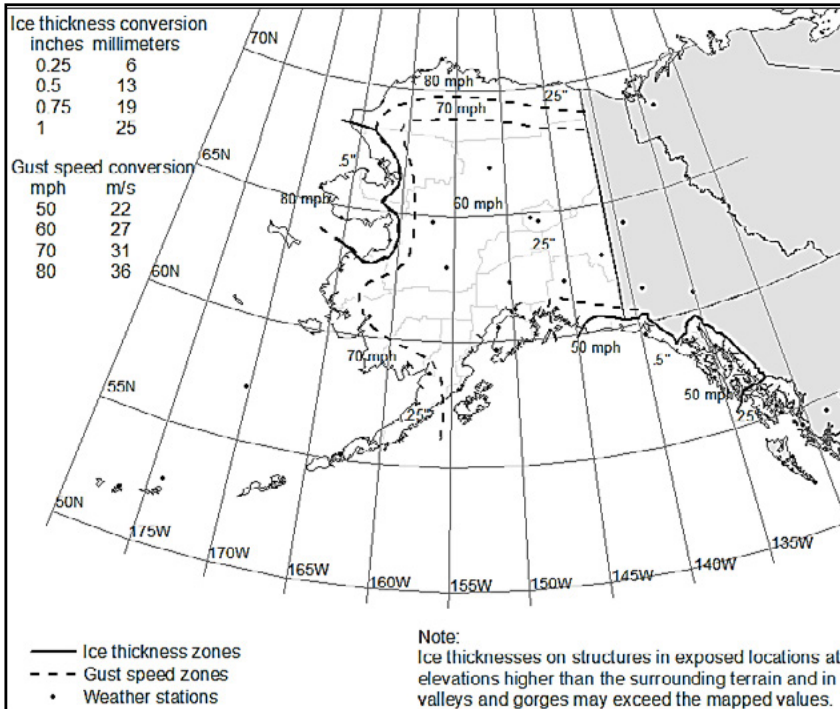 Ice thickness conversion
inches millimeters
0.25 6
0.5 13
0.75 19
1 25
Gust speed conversion
mph m/s
50 22
60 27
70 31
80 36
70N
65N
60N
55N
50N
80 mph
70 mph
.25"
.5"
80 mph
60 mph
.25"
70 mph
50 mph
.5"
50 mph
.25"
.25"
175W
170W
165W
160W
155W
150W
145W
140W
135W
Ice thickness zones
Gust speed zones
Weather stations
Note:
Ice thicknesses on structures in exposed locations at
elevations higher than the surrounding terrain and in
valleys and gorges may exceed the mapped values.